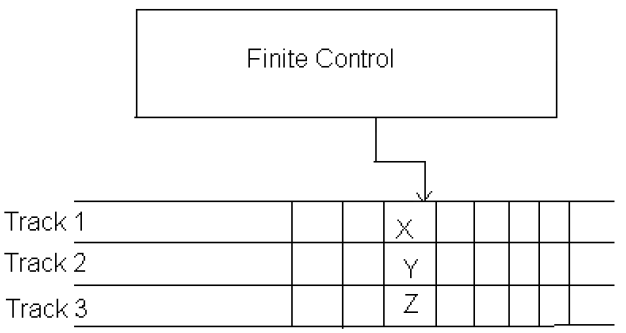 Finite Control
Track 1
X
Track 2
Y
Track 3
Z